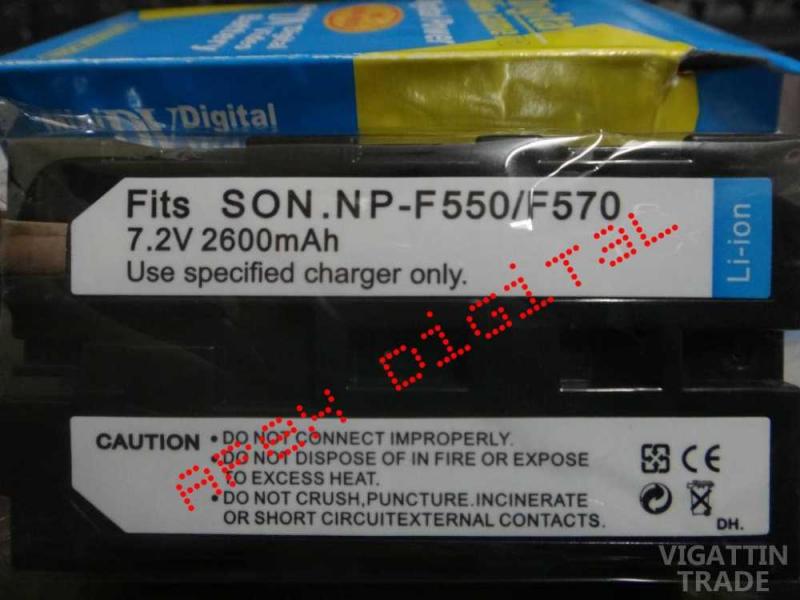 Digital
Fits SON.NP-F550/F570
7.2V 2600mAh
Use specified charger only.
Li-ion
CAUTION
• DO NOT CONNECT IMPROPERLY.
• DO NOT DISPOSE OF IN FIRE OR EXPOSE
TO EXCESS HEAT.
• DO NOT CRUSH,PUNCTURE.INCINERATE
OR SHORT CIRCUITEXTERNAL CONTACTS.
CE
DH.
VIGATTIN
TRADE